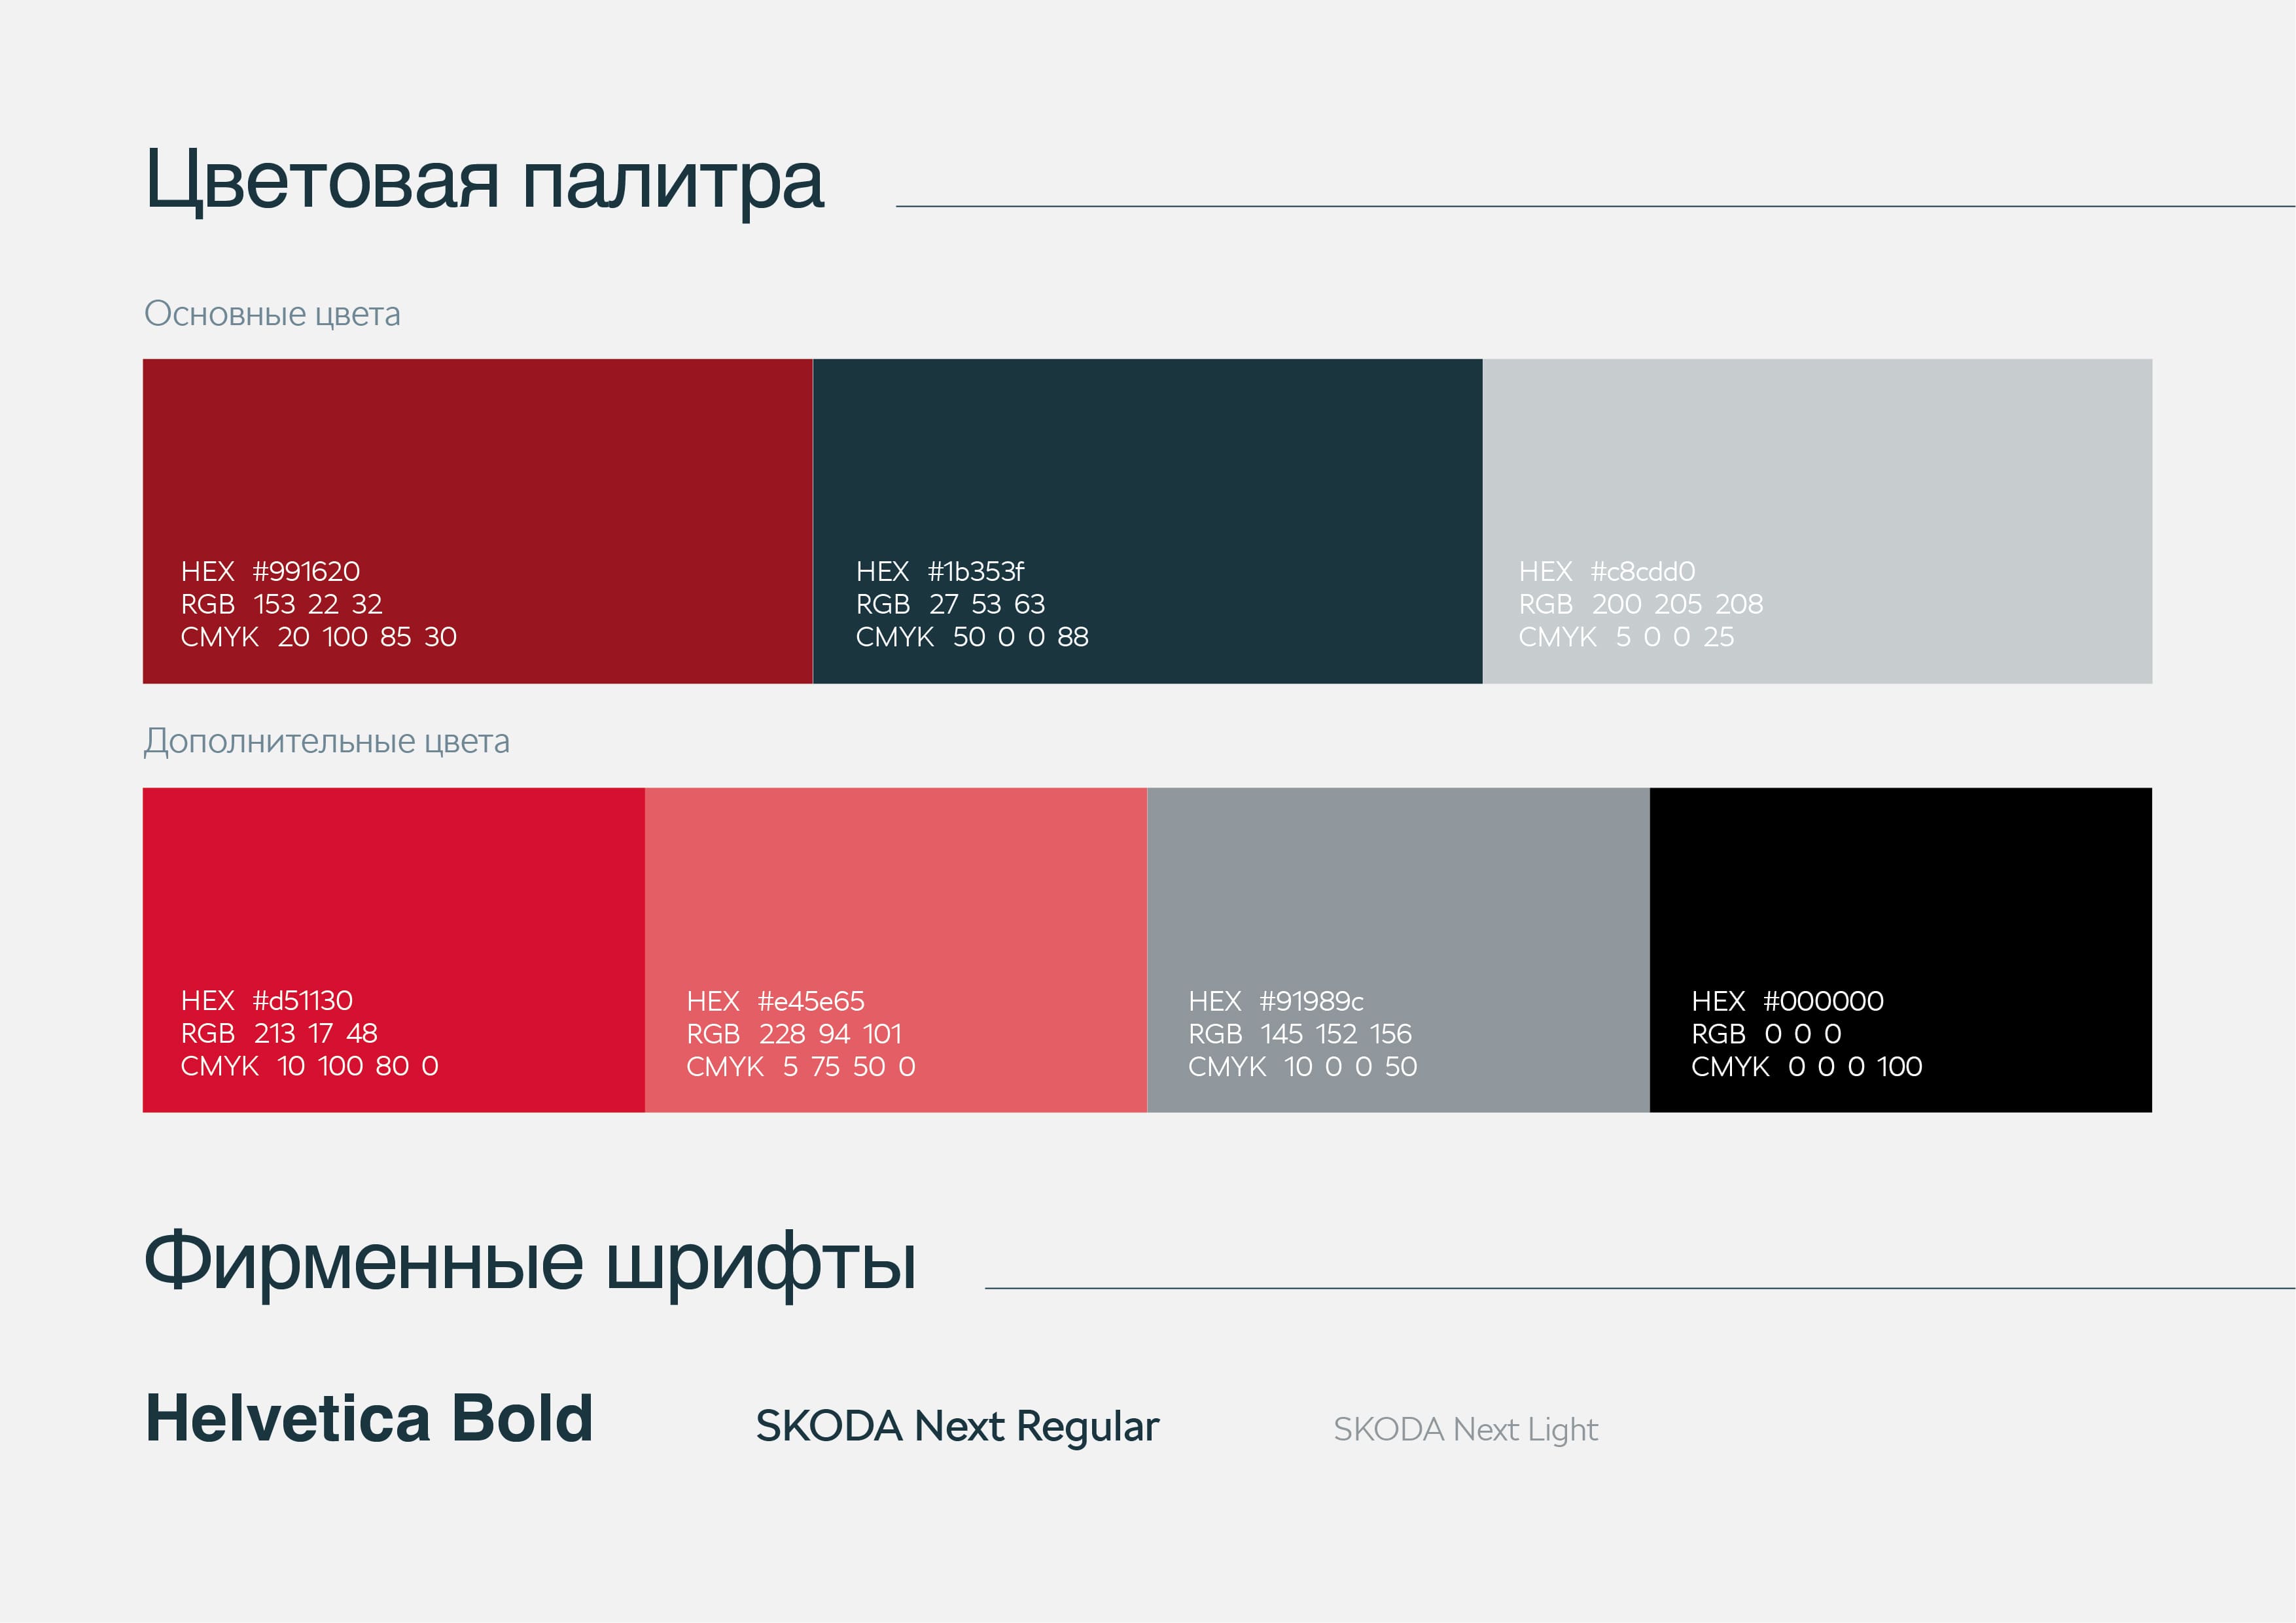 Цветовая палитра
Основные цвета
HEX #991620
RGB 153 22 32
CMYK 20 100 85 30
HEX #1b353f
RGB 27 53 63
CMYK 50 0 0 88
HEX #c8cdd0
RGB 200 205 208
CMYK 5 0 0 25
Дополнительные цвета
HEX #d51130
RGB 213 17 48
CMYK 10 100 80 0
HEX #e45e65
RGB 228 94 101
CMYK 5 75 50 0
HEX #91989c
RGB 145 152 156
CMYK 10 0 0 50
HEX #000000
RGB 0 0 0
CMYK 0 0 0 100
Фирменные шрифты
Helvetica Bold
SKODA Next Regular
SKODA Next Light